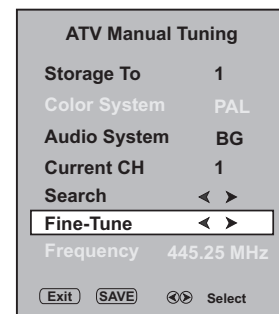 ATV Manual Tuning
Storage To 1
Color System PAL
Audio System BG
Current CH 1
Search
Fine-Tune
Frequency 445.25 MHz
Exit SAVE Select